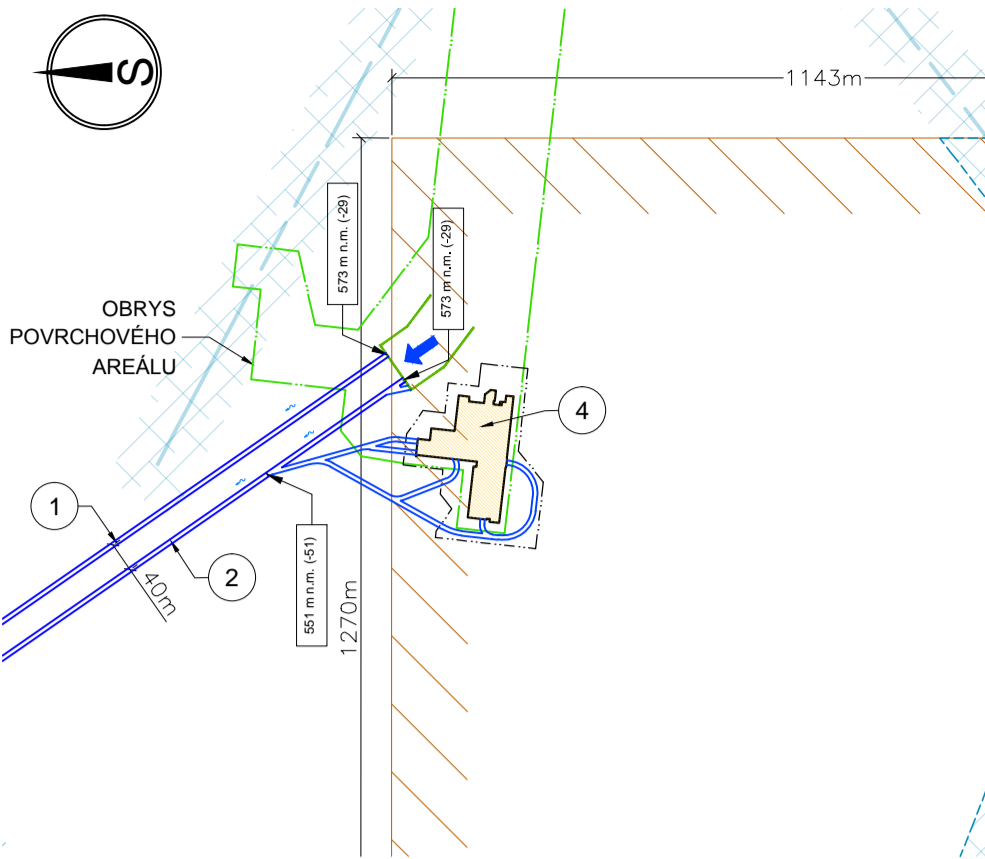 S
1143m
573 m n.m. (-29)
573 m n.m. (-29)
OBRYS
POVRCHOVÉHO
AREÁLU
4
1
2
40m
551 m n.m. (-51)
1270m